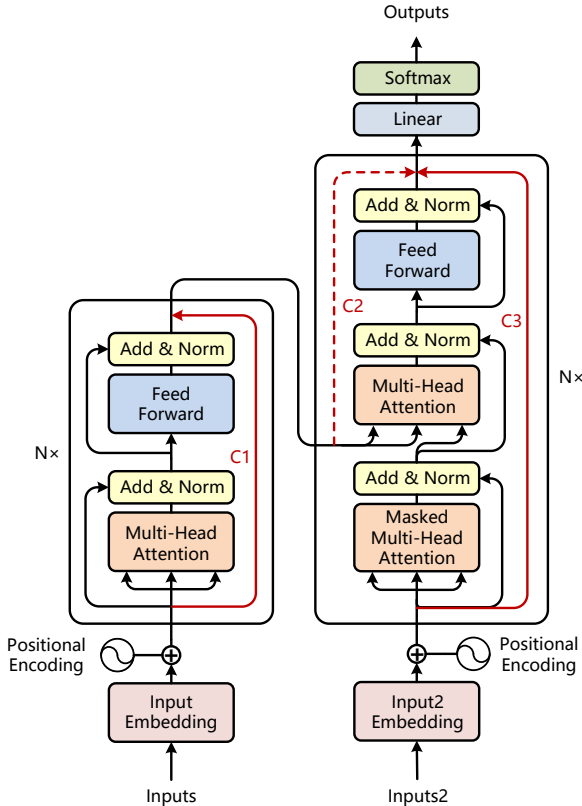 Outputs
Softmax
Linear
Add & Norm
Feed
Forward
C2
C3
Add & Norm
Multi-Head
Attention
N×
Add & Norm
Masked
Multi-Head
Attention
Positional
Encoding
Input2
Embedding
Inputs2
Add & Norm
Feed
Forward
N×
C1
Add & Norm
Multi-Head
Attention
Positional
Encoding
Input
Embedding
Inputs